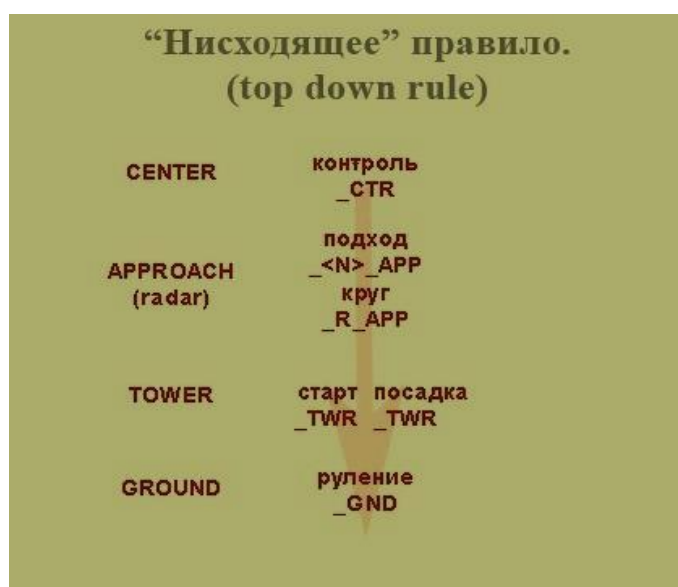 “Нисходящее” правило.
(top down rule)
CENTER
контроль
_CTR
APPROACH
(radar)
подход
_<N>_APP
круг
_R_APP
TOWER
старт посадка
_TWR _TWR
GROUND
руление
_GND